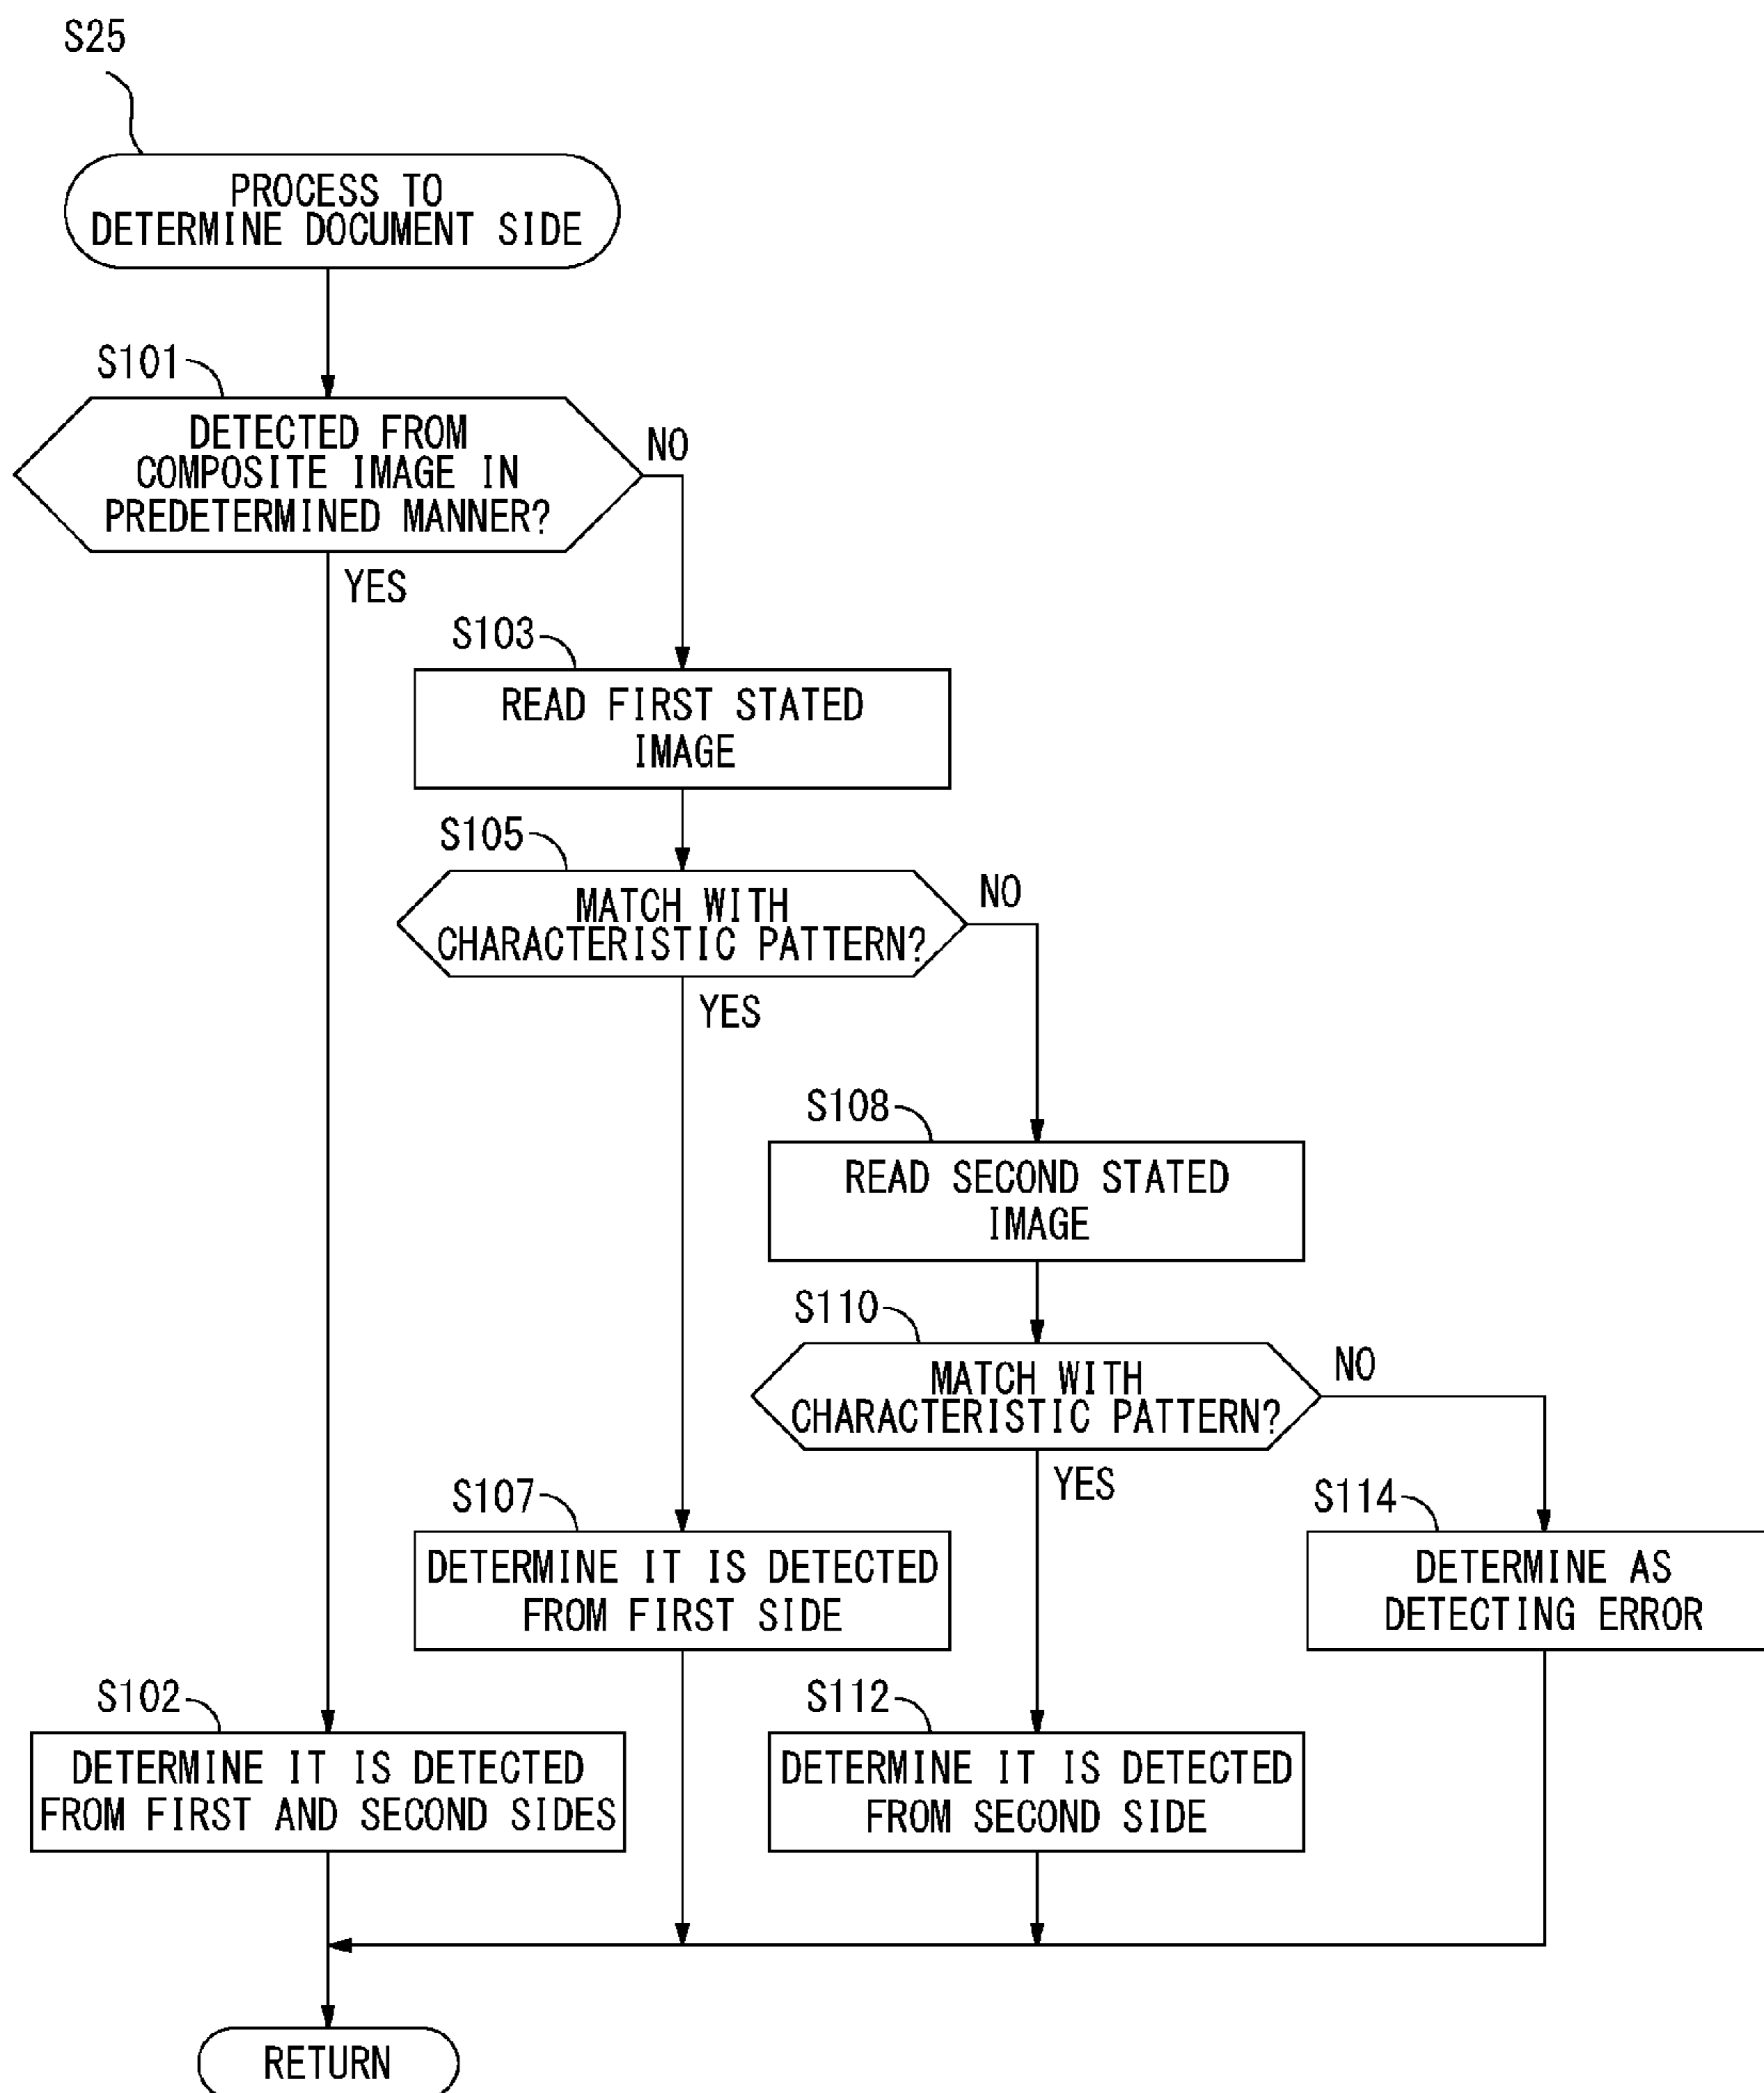 S25
PROCESS TO
DETERMINE DOCUMENT SIDE
S101
DETECTED FROM
COMPOSITE IMAGE IN
PREDETERMINED MANNER?
NO
YES
S103
READ FIRST STATED
IMAGE
S105
MATCH WITH
CHARACTERISTIC PATTERN?
NO
YES
S108
READ SECOND STATED
IMAGE
S110
MATCH WITH
CHARACTERISTIC PATTERN?
NO
YES
S107
DETERMINE IT IS DETECTED
FROM FIRST SIDE
S114
DETERMINE AS
DETECTING ERROR
S102
DETERMINE IT IS DETECTED
FROM FIRST AND SECOND SIDES
S112
DETERMINE IT IS DETECTED
FROM SECOND SIDE
RETURN